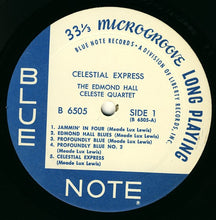 33⅓ MICROGROOVE LONG PLAYING
BLUE NOTE RECORDS • A DIVISION OF LIBERTY RECORDS, INC.
CELESTIAL EXPRESS
THE EDMOND HALL
CELESTE QUARTET
B 6505
SIDE 1
(B 6505-A)
1. JAMMIN' IN FOUR (Meade Lux Lewis)
2. EDMOND HALL BLUES (Meade Lux Lewis)
3. PROFOUNDLY BLUE (Meade Lux Lewis)
4. PROFOUNDLY BLUE NO. 2
(Meade Lux Lewis)
5. CELESTIAL EXPRESS
(Meade Lux Lewis)
BLUE
NOTE